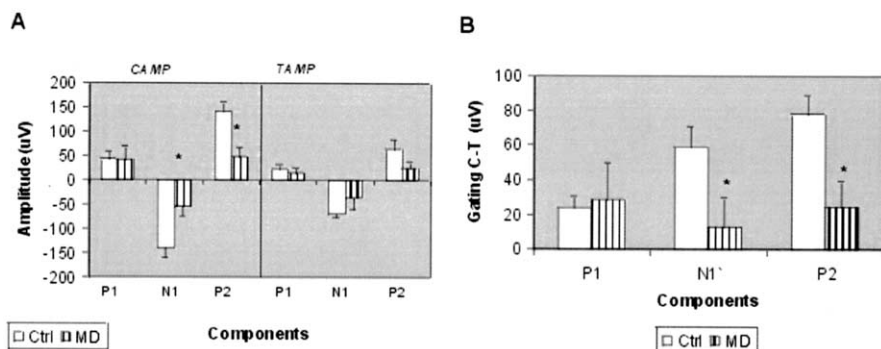 A
CAMP TAMP
Amplitude (uV)
200
150
100
50
0
-50
-100
-150
-200
*
*
P1 N1 P2 P1 N1 P2
Components
Ctrl MD
B
Gating C-T (uV)
100
80
60
40
20
0
*
*
P1 N1` P2
Components
Ctrl MD